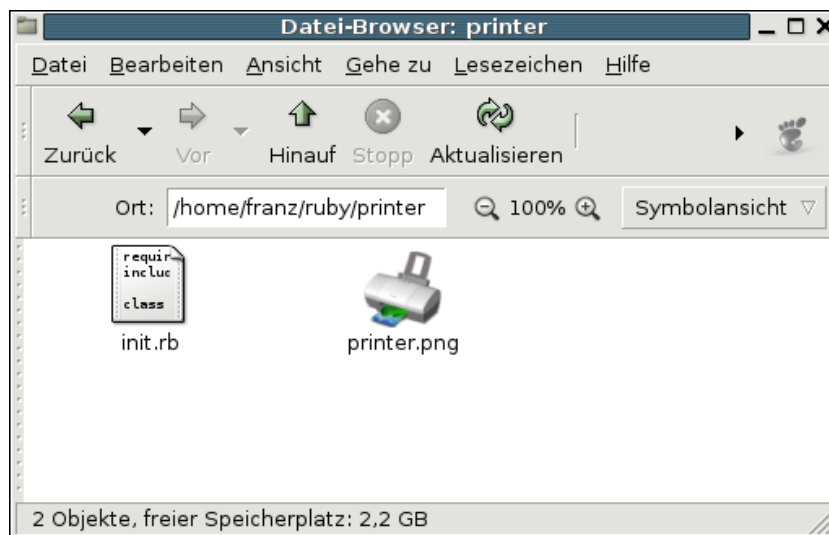 Datei-Browser: printer
Datei Bearbeiten Ansicht Gehe zu Lesezeichen Hilfe
Zurück Vor Hinauf Stopp Aktualisieren
Ort: /home/franz/ruby/printer 100% Symbolansicht
requir
includ
class
init.rb printer.png
2 Objekte, freier Speicherplatz: 2,2 GB